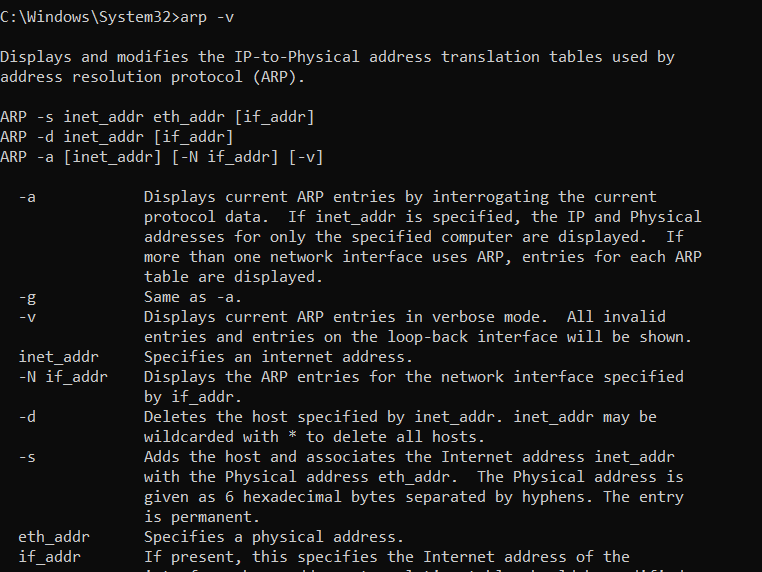 C:\Windows\System32>arp -v
Displays and modifies the IP-to-Physical address translation tables used by
address resolution protocol (ARP).
ARP -s inet_addr eth_addr [if_addr]
ARP -d inet_addr [if_addr]
ARP -a [inet_addr] [-N if_addr] [-v]
-a Displays current ARP entries by interrogating the current
protocol data. If inet_addr is specified, the IP and Physical
addresses for only the specified computer are displayed. If
more than one network interface uses ARP, entries for each ARP
table are displayed.
-g Same as -a.
-v Displays current ARP entries in verbose mode. All invalid
entries and entries on the loop-back interface will be shown.
inet_addr Specifies an internet address.
-N if_addr Displays the ARP entries for the network interface specified
by if_addr.
-d Deletes the host specified by inet_addr. inet_addr may be
wildcarded with * to delete all hosts.
-s Adds the host and associates the Internet address inet_addr
with the Physical address eth_addr. The Physical address is
given as 6 hexadecimal bytes separated by hyphens. The entry
is permanent.
eth_addr Specifies a physical address.
if_addr If present, this specifies the Internet address of the